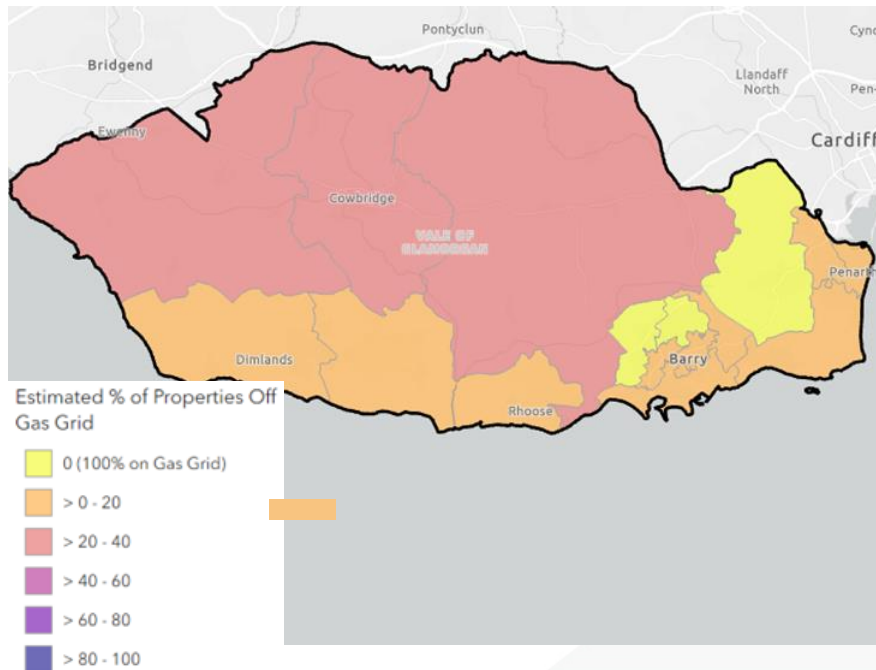 Pontyclun
Cync
Bridgend
Llandaff
North
Pen-
Ewenny
Cardiff
Cowbridge
VALE OF
GLAMORGAN
Penarth
Dimlands
Barry
Rhoose
Estimated % of Properties Off
Gas Grid
0 (100% on Gas Grid)
> 0 - 20
> 20 - 40
> 40 - 60
> 60 - 80
> 80 - 100